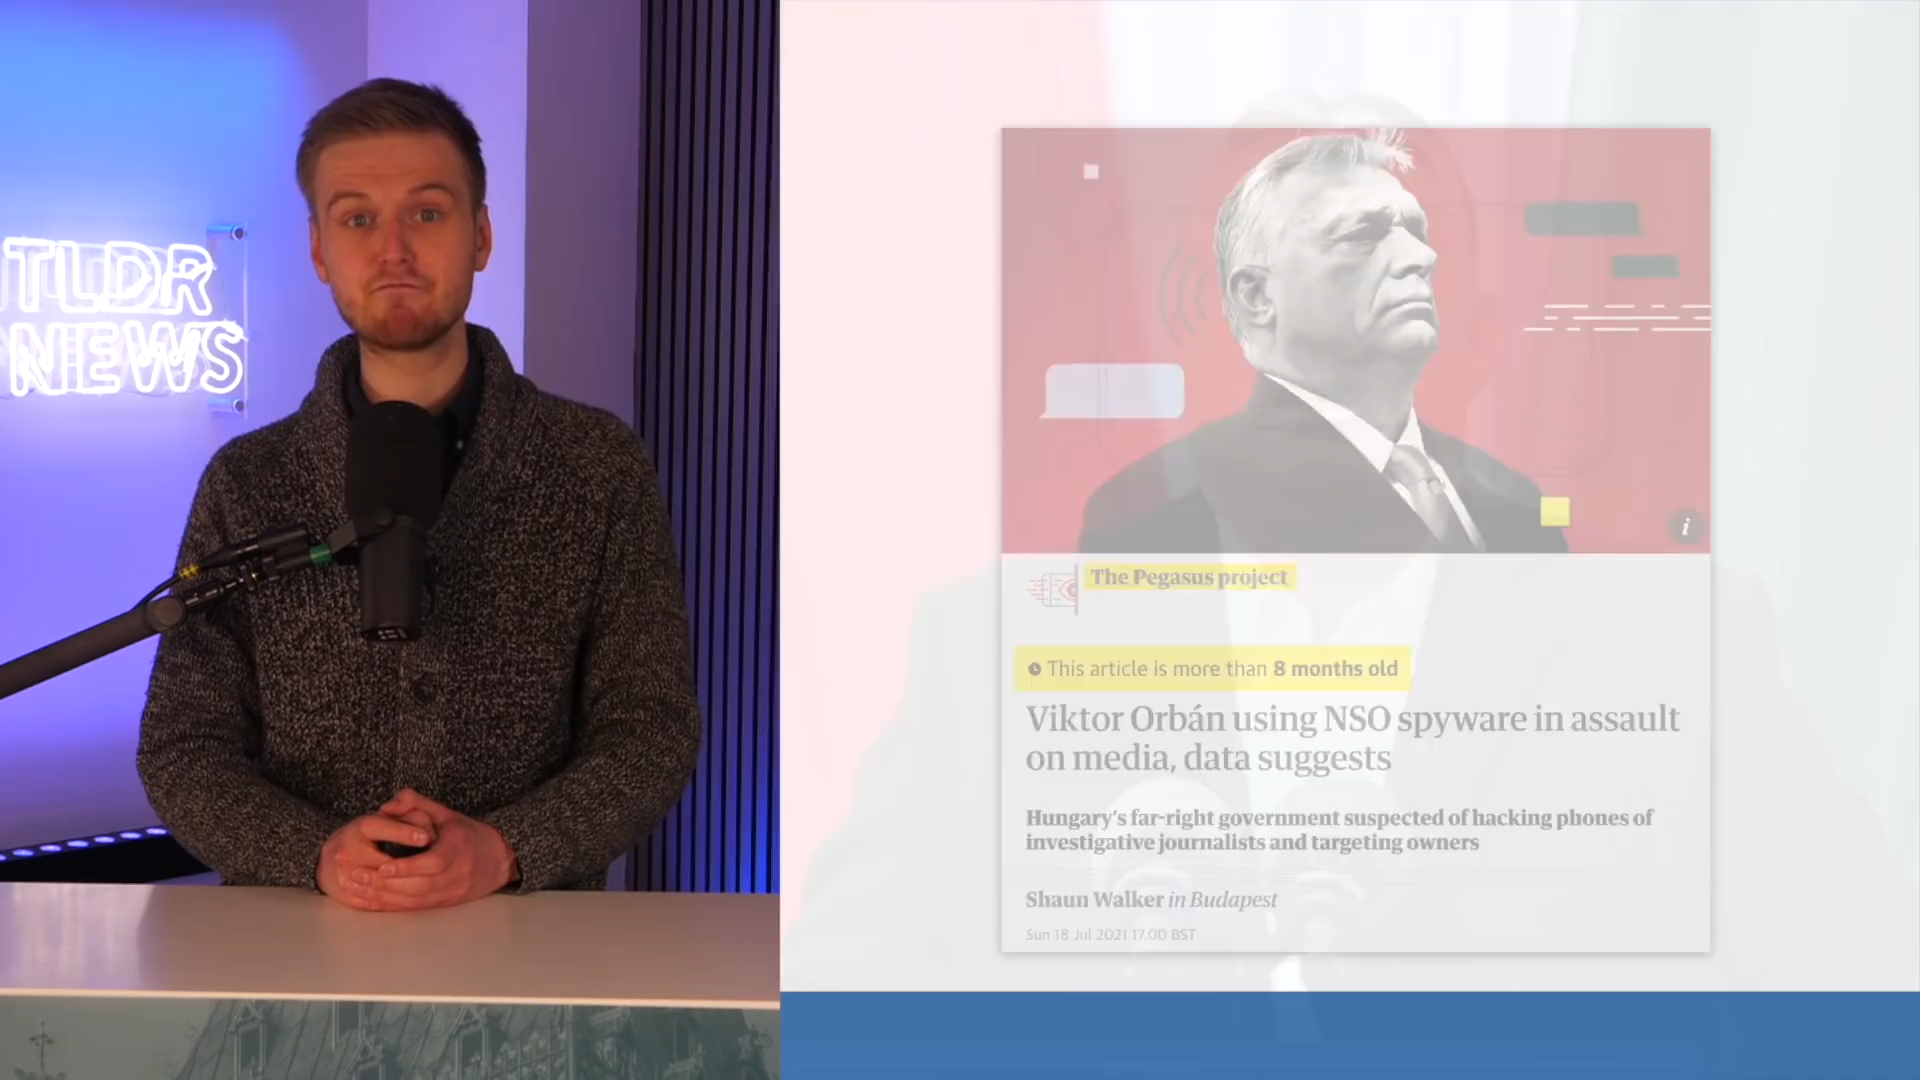 TLDR
NEWS
The Pegasus project
This article is more than 8 months old
Viktor Orbán using NSO spyware in assault
on media, data suggests
Hungary's far-right government suspected of hacking phones of
investigative journalists and targeting owners
Shaun Walker in Budapest
Sun 18 Jul 2021 17.00 BST
i